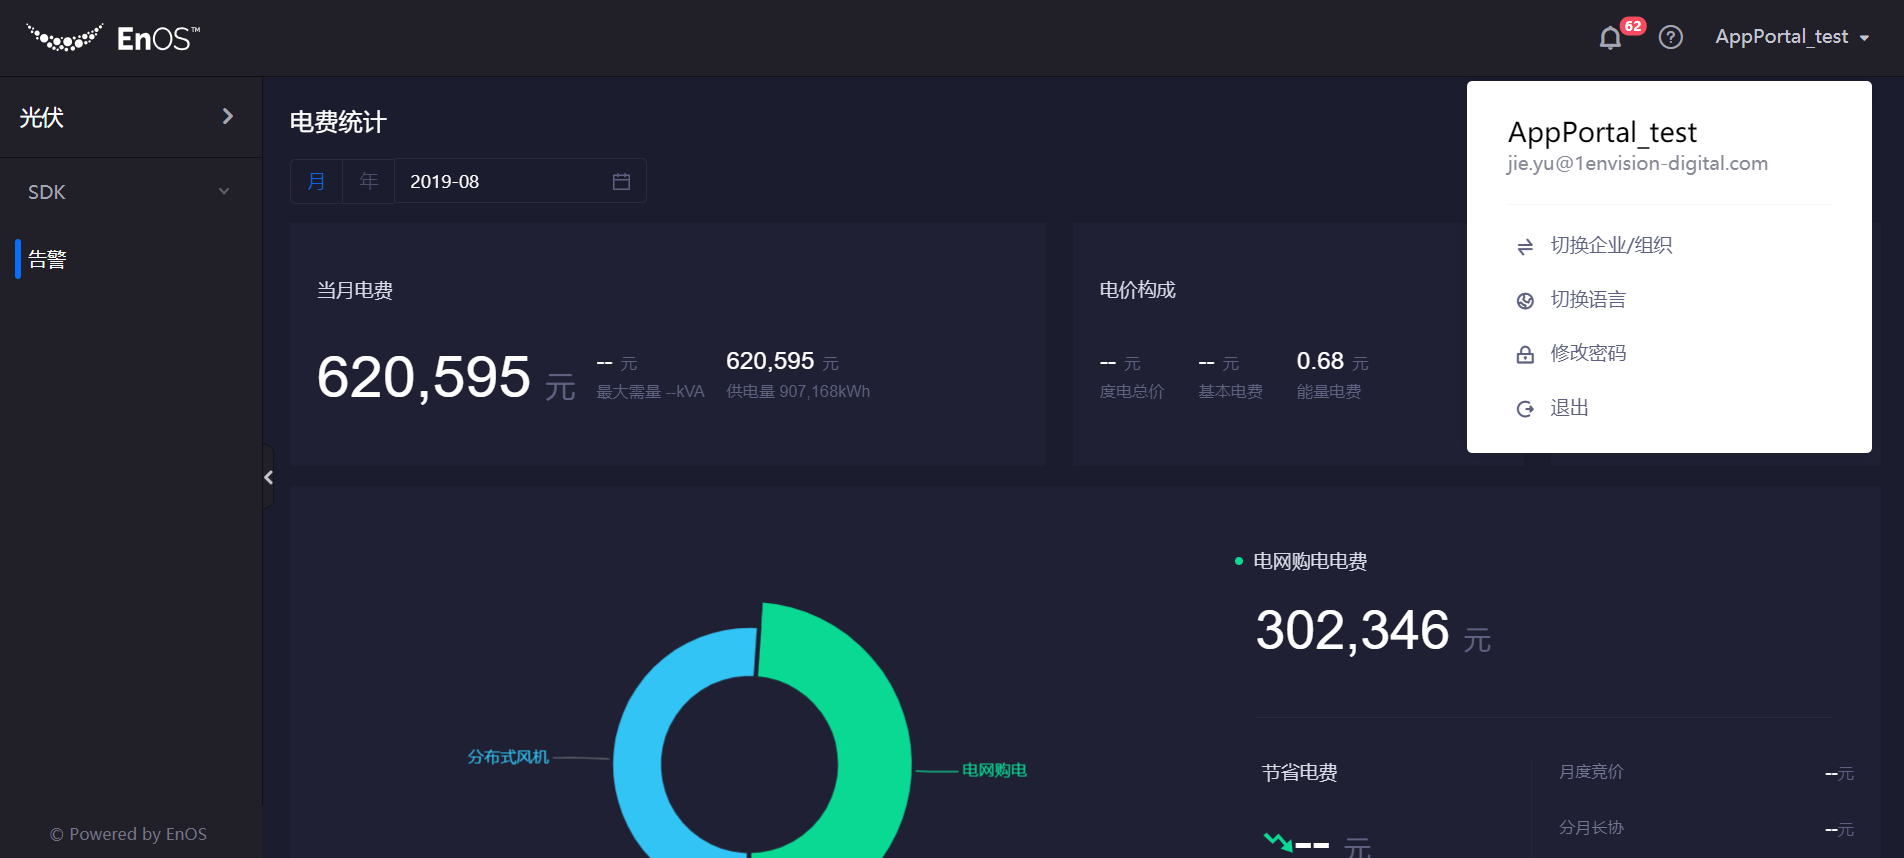 EnOS™
62
AppPortal_test
光伏
SDK
告警
© Powered by EnOS
电费统计
月 年 2019-08
当月电费
620,595 元
-- 元
最大需量 --kVA
620,595 元
供电量 907,168kWh
电价构成
-- 元
度电总价
-- 元
基本电费
0.68 元
能量电费
AppPortal_test
jie.yu@1envision-digital.com
切换企业/组织
切换语言
修改密码
退出
分布式风机
电网购电
电网购电电费
302,346 元
节省电费
-- 元
月度竞价 --元
分月长协 --元